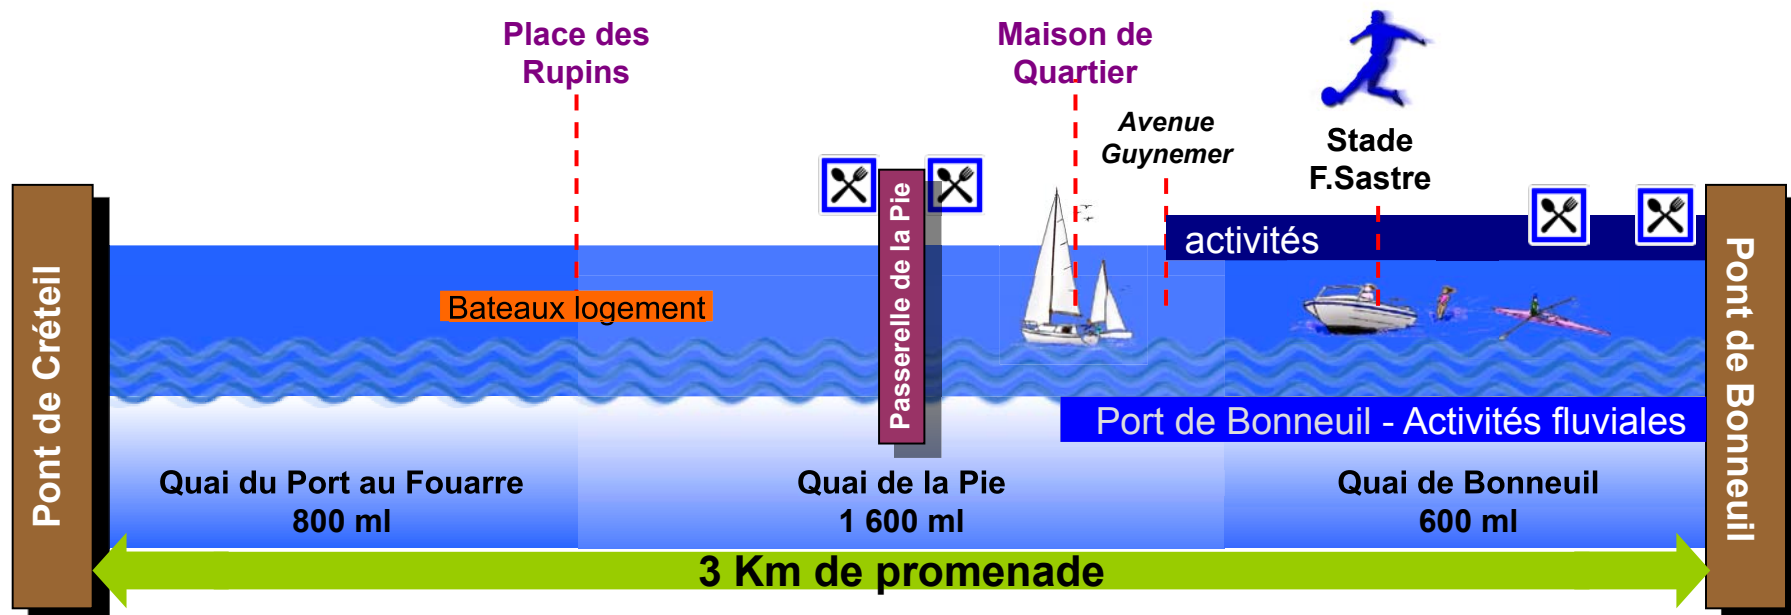 Place des
Rupins
Maison de
Quartier
Avenue
Guynemer
Stade
F.Sastre
activités
Bateaux logement
Passerelle de la Pie
Pont de Créteil
Pont de Bonneuil
Port de Bonneuil - Activités fluviales
Quai du Port au Fouarre
800 ml
Quai de la Pie
1 600 ml
Quai de Bonneuil
600 ml
3 Km de promenade